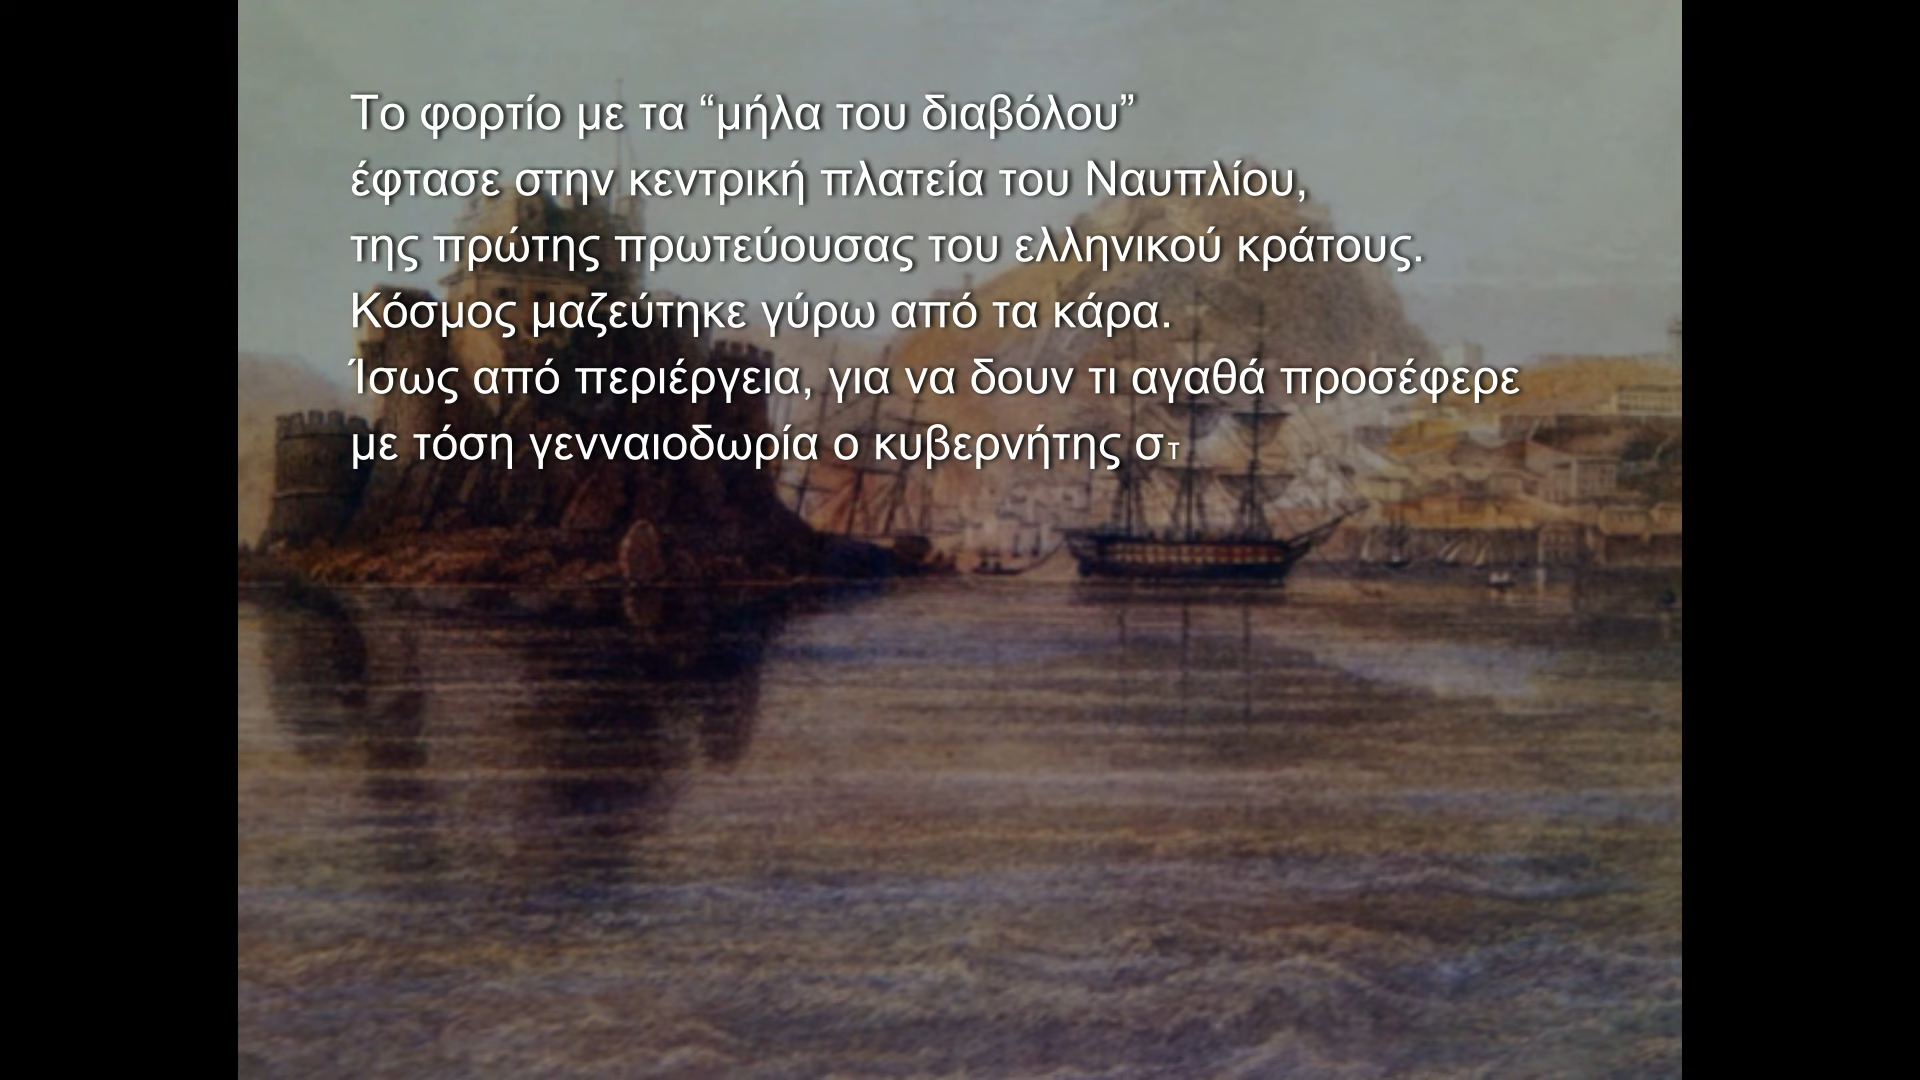 Το φορτίο με τα “μήλα του διαβόλου”
έφτασε στην κεντρική πλατεία του Ναυπλίου,
της πρώτης πρωτεύουσας του ελληνικού κράτους.
Κόσμος μαζεύτηκε γύρω από τα κάρα.
Ίσως από περιέργεια, για να δουν τι αγαθά προσέφερε
με τόση γενναιοδωρία ο κυβερνήτης στ